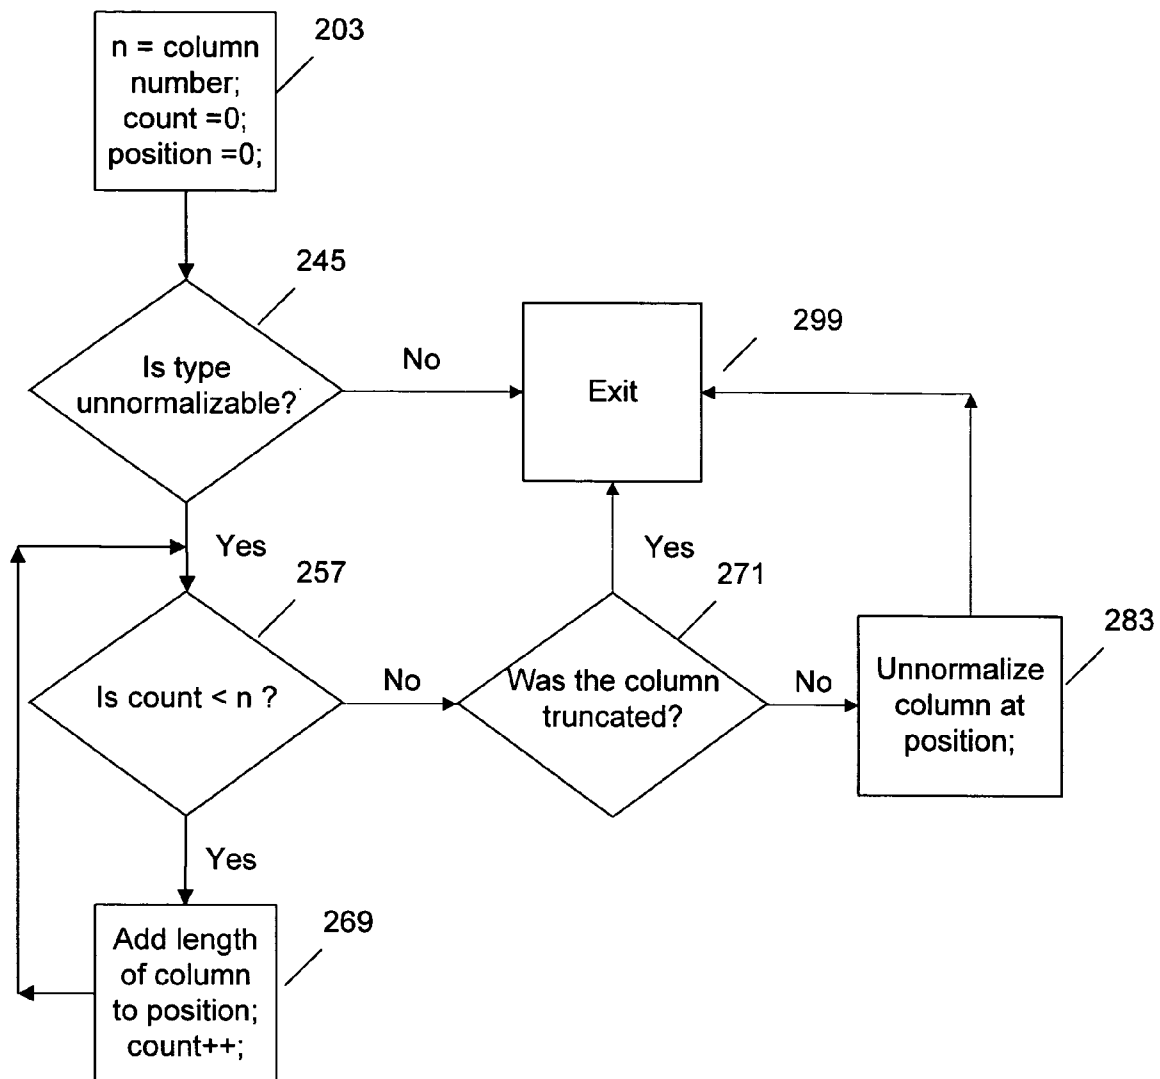 203
n = column
number;
count =0;
position =0;
245
Is type
unnormalizable?
No
299
Exit
Yes
257
Is count < n ?
No
Yes
271
Was the column
truncated?
No
283
Unnormalize
column at
position;
Yes
269
Add length
of column
to position;
count++;